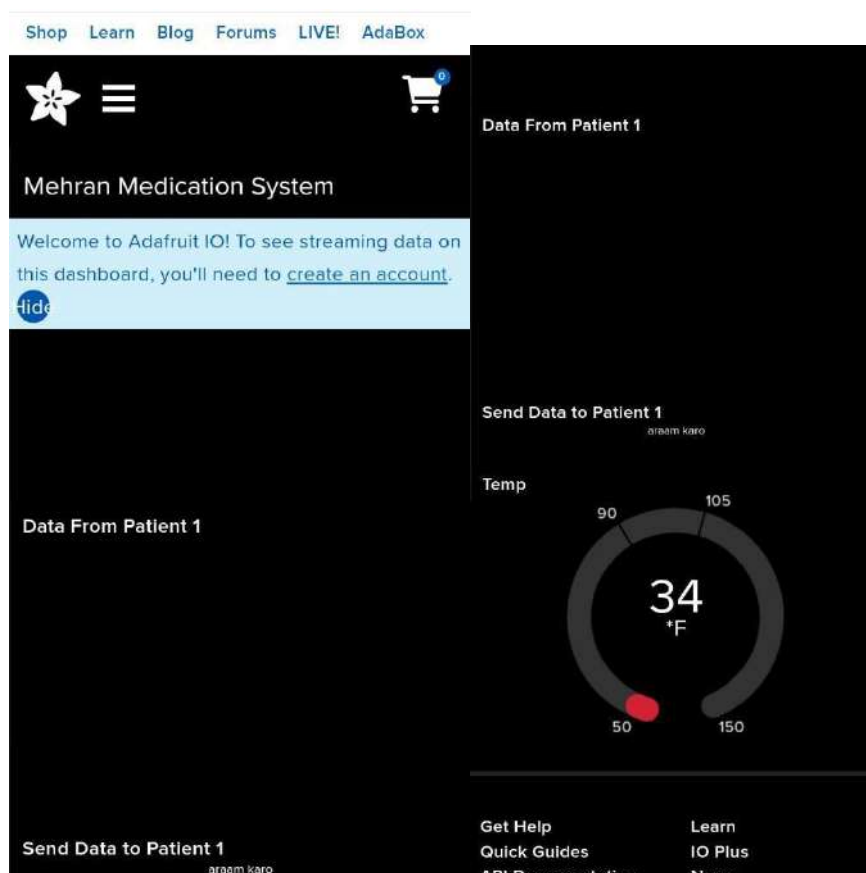 Shop Learn Blog Forums LIVE! AdaBox
0
Mehran Medication System
Welcome to Adafruit IO! To see streaming data on
this dashboard, you'll need to create an account.
Hide
Data From Patient 1
Send Data to Patient 1
araam karo
Data From Patient 1
Send Data to Patient 1
araam karo
Temp
90 105
34
°F
50 150
Get Help Learn
Quick Guides IO Plus